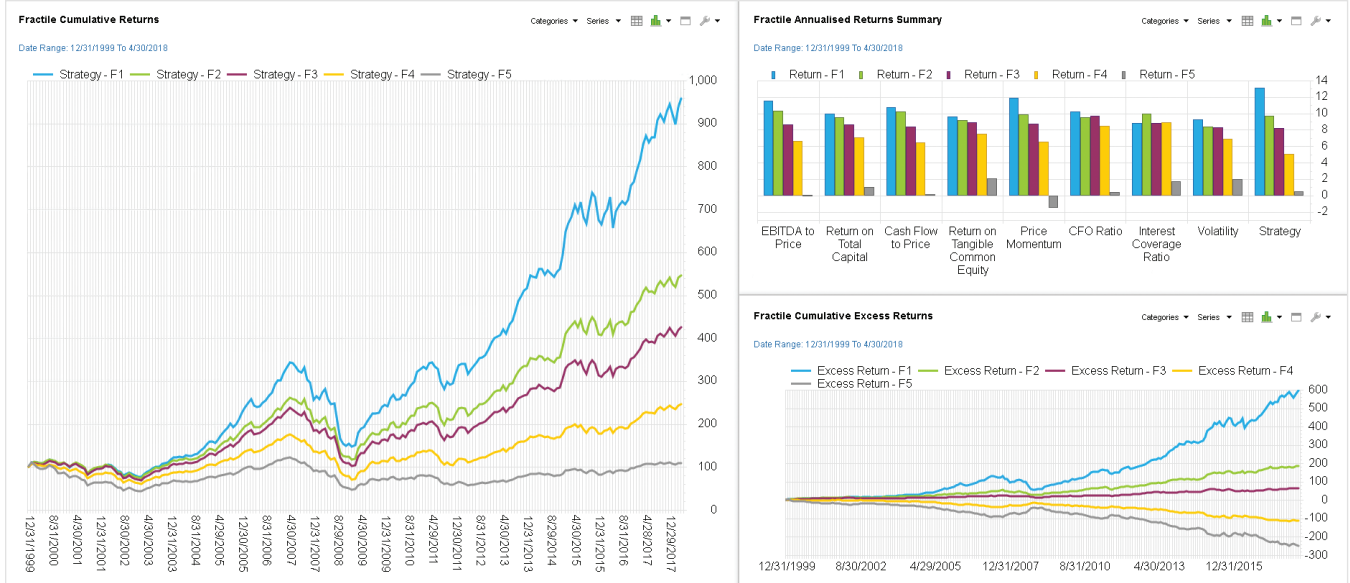 Fractile Cumulative Returns
Categories Series
Date Range: 12/31/1999 To 4/30/2018
Strategy - F1 Strategy - F2 Strategy - F3 Strategy - F4 Strategy - F5
1,000
900
800
700
600
500
400
300
200
100
0
12/31/1999
8/31/2000
4/30/2001
12/31/2001
8/30/2002
4/30/2003
12/31/2003
8/31/2004
4/29/2005
12/30/2005
8/31/2006
4/30/2007
12/31/2007
8/29/2008
4/30/2009
12/31/2009
8/31/2010
4/29/2011
12/30/2011
8/31/2012
4/30/2013
12/31/2013
8/29/2014
4/30/2015
12/31/2015
8/31/2016
4/28/2017
12/29/2017
Fractile Annualised Returns Summary
Categories Series
Date Range: 12/31/1999 To 4/30/2018
Return - F1 Return - F2 Return - F3 Return - F4 Return - F5
14
12
10
8
6
4
2
0
-2
EBITDA to
Price
Return on
Total
Capital
Cash Flow
to Price
Return on
Tangible
Common
Equity
Price
Momentum
CFO Ratio
Interest
Coverage
Ratio
Volatility
Strategy
Fractile Cumulative Excess Returns
Categories Series
Date Range: 12/31/1999 To 4/30/2018
Excess Return - F1 Excess Return - F2 Excess Return - F3 Excess Return - F4
Excess Return - F5
600
500
400
300
200
100
0
-100
-200
-300
12/31/1999 8/30/2002 4/29/2005 12/31/2007 8/31/2010 4/30/2013 12/31/2015